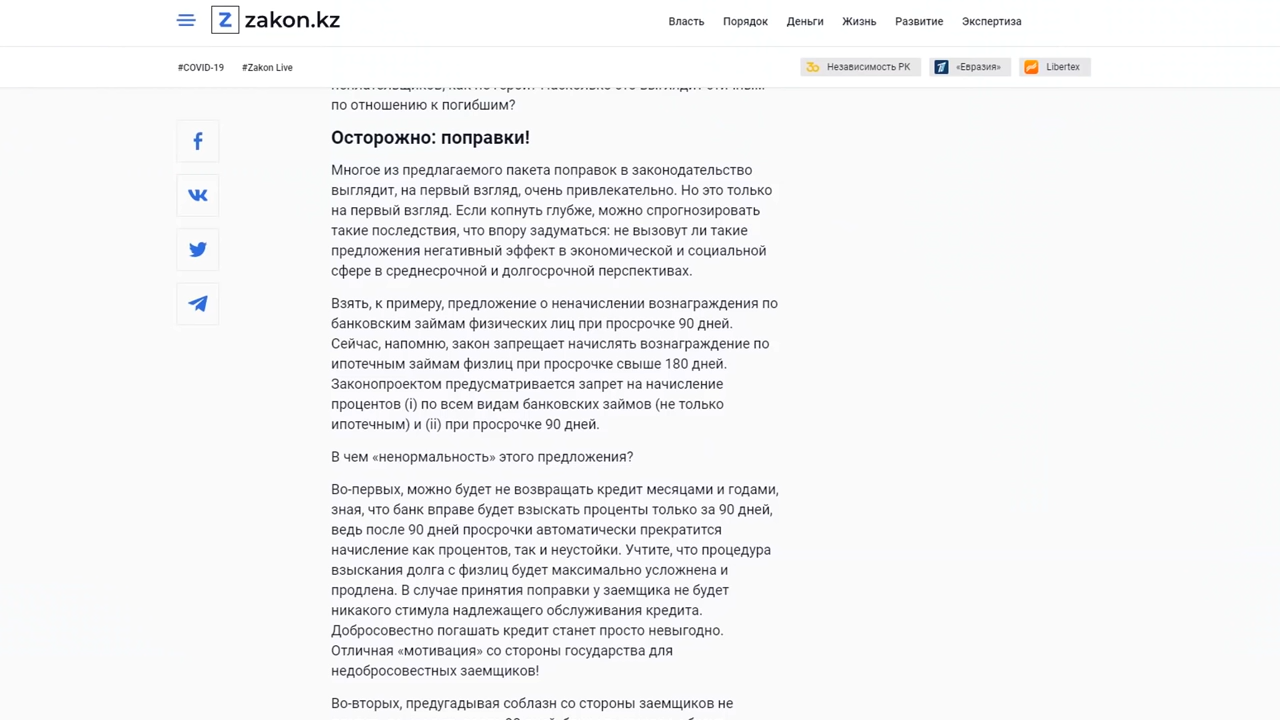 zakon.kz
Власть Порядок Деньги Жизнь Развитие Экспертиза
#COVID-19 #Zakon Live
Независимость РК «Евразия» Libertex
по отношению к погибшим?
Осторожно: поправки!
Многое из предлагаемого пакета поправок в законодательство
выглядит, на первый взгляд, очень привлекательно. Но это только
на первый взгляд. Если копнуть глубже, можно спрогнозировать
такие последствия, что впору задуматься: не вызовут ли такие
предложения негативный эффект в экономической и социальной
сфере в среднесрочной и долгосрочной перспективах.
Взять, к примеру, предложение о неначислении вознаграждения по
банковским займам физических лиц при просрочке 90 дней.
Сейчас, напомню, закон запрещает начислять вознаграждение по
ипотечным займам физлиц при просрочке свыше 180 дней.
Законопроектом предусматривается запрет на начисление
процентов (i) по всем видам банковских займов (не только
ипотечным) и (ii) при просрочке 90 дней.
В чем «ненормальность» этого предложения?
Во-первых, можно будет не возвращать кредит месяцами и годами,
зная, что банк вправе будет взыскать проценты только за 90 дней,
ведь после 90 дней просрочки автоматически прекратится
начисление как процентов, так и неустойки. Учтите, что процедура
взыскания долга с физлиц будет максимально усложнена и
продлена. В случае принятия поправки у заемщика не будет
никакого стимула надлежащего обслуживания кредита.
Добросовестно погашать кредит станет просто невыгодно.
Отличная «мотивация» со стороны государства для
недобросовестных заемщиков!
Во-вторых, предугадывая соблазн со стороны заемщиков не